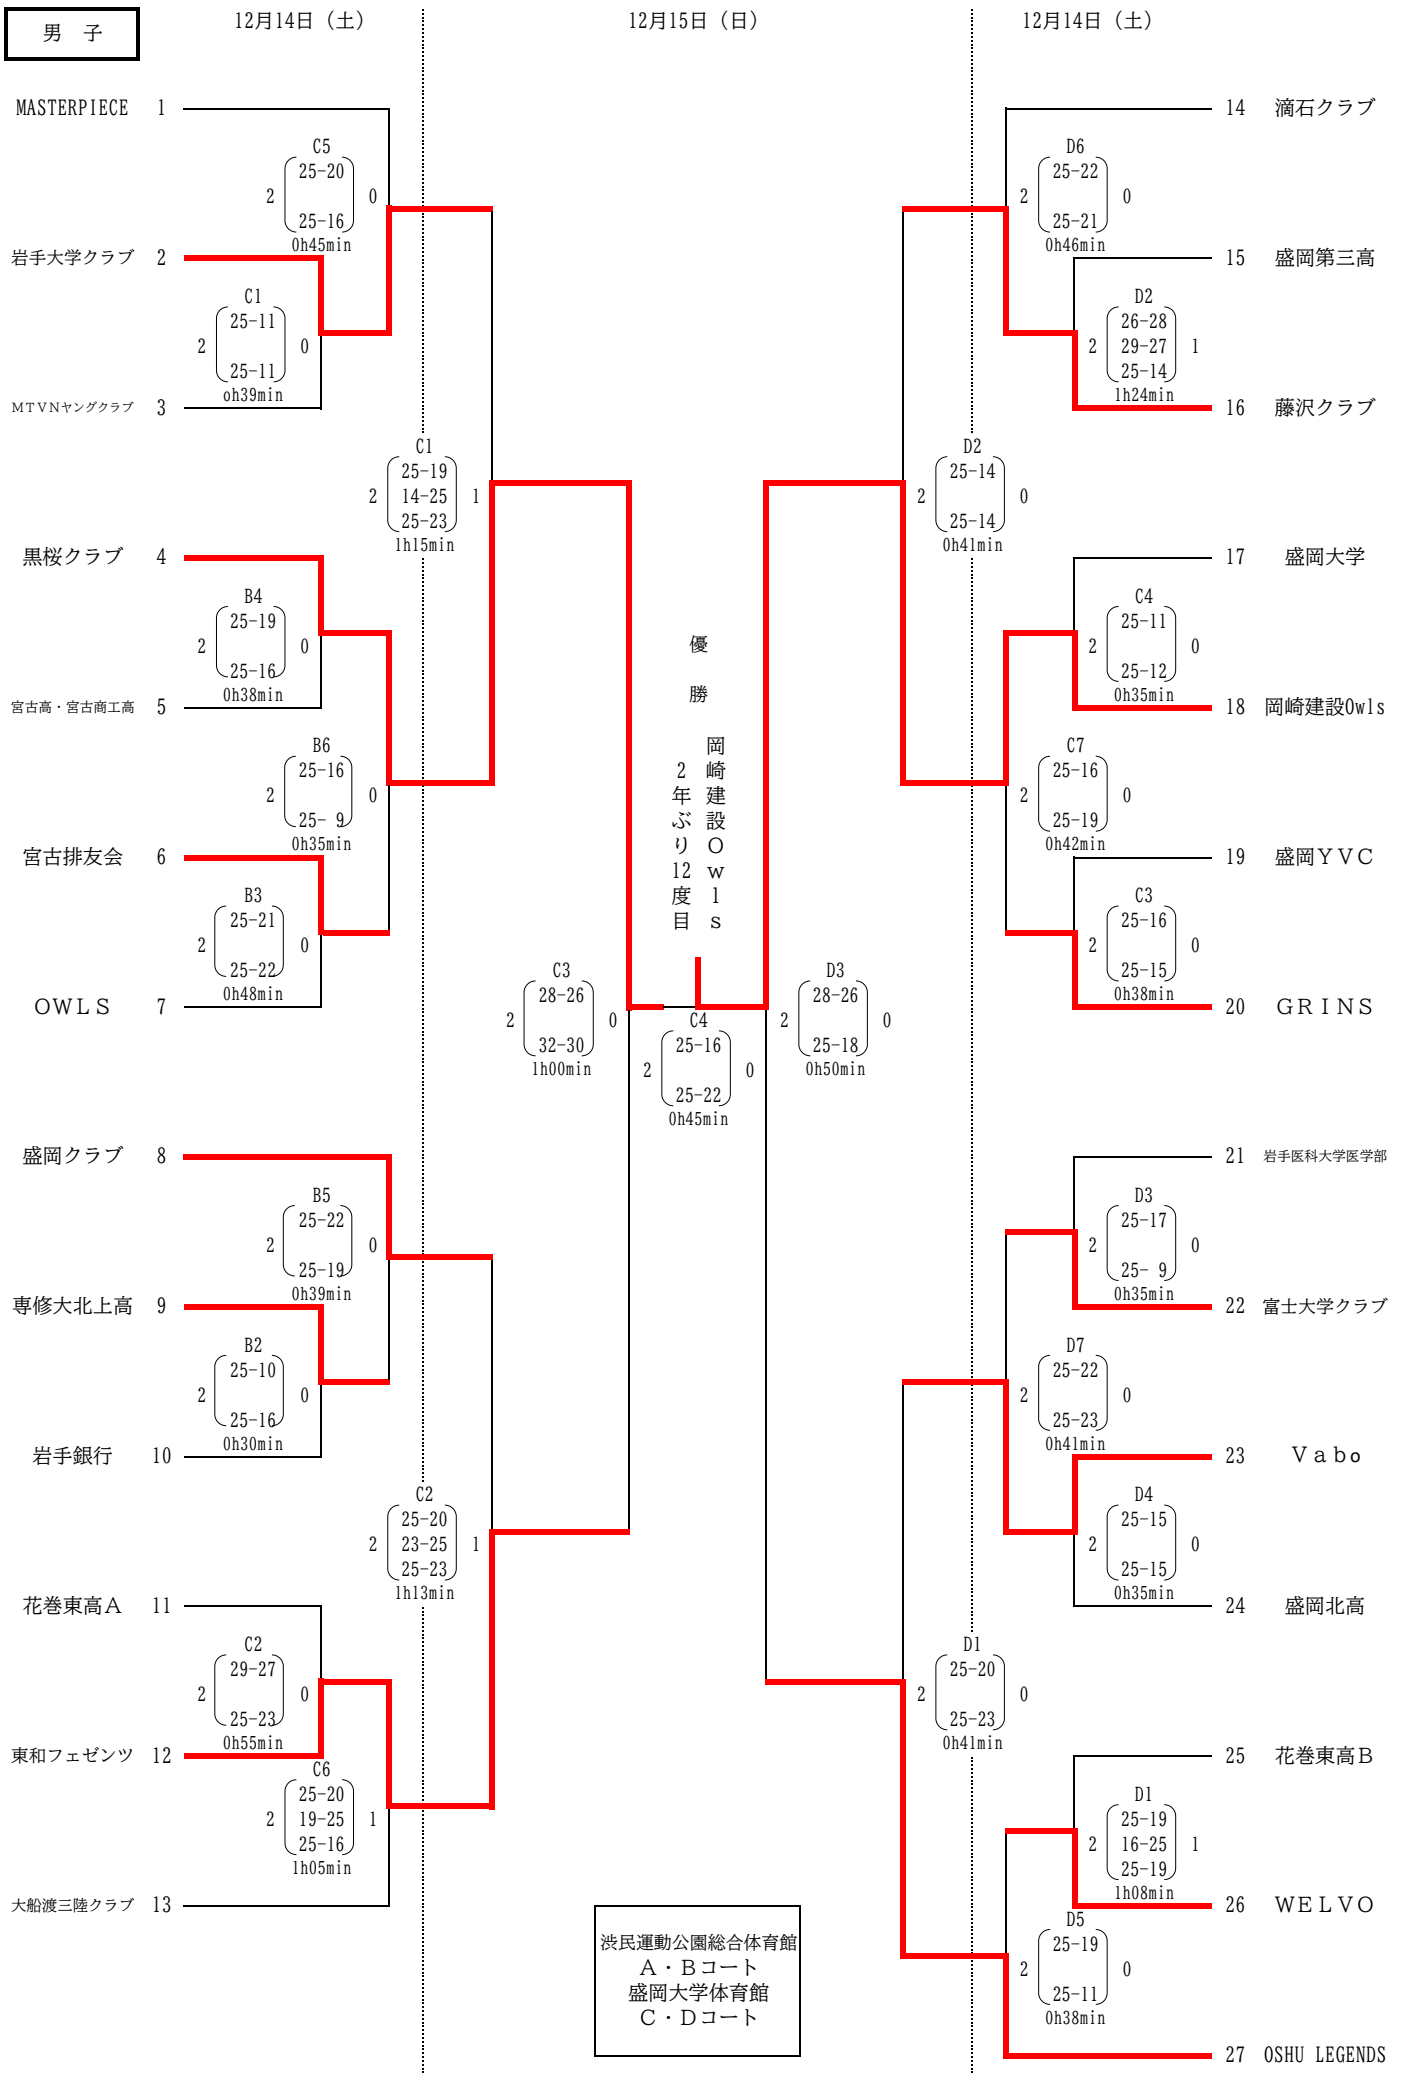 男 子
12月14日（土）
12月15日（日）
12月14日（土）
MASTERPIECE 1
C5
25-20
2 0
25-16
0h45min
岩手大学クラブ 2
C1
25-11
2 0
25-11
oh39min
MTVNヤングクラブ 3
C1
25-19
2 14-25 1
25-23
1h15min
黒桜クラブ 4
B4
25-19
2 0
25-16
0h38min
宮古高・宮古商工高 5
B6
25-16
2 0
25- 9
0h35min
宮古排友会 6
B3
25-21
2 0
25-22
0h48min
OWLS 7
盛岡クラブ 8
B5
25-22
2 0
25-19
0h39min
専修大北上高 9
B2
25-10
2 0
25-16
0h30min
岩手銀行 10
C2
25-20
2 23-25 1
25-23
1h13min
花巻東高A 11
C2
29-27
2 0
25-23
0h55min
東和フェゼンツ 12
C6
25-20
2 19-25 1
25-16
1h05min
大船渡三陸クラブ 13
優勝
岡崎建設Owls
2年ぶり12度目
C3
28-26
2 0
32-30
1h00min
C4
25-16
2 0
25-22
0h45min
D3
28-26
2 0
25-18
0h50min
渋民運動公園総合体育館
A・Bコート
盛岡大学体育館
C・Dコート
14 滴石クラブ
D6
25-22
2 0
25-21
0h46min
15 盛岡第三高
D2
26-28
2 29-27 1
25-14
1h24min
16 藤沢クラブ
D2
25-14
2 0
25-14
0h41min
17 盛岡大学
C4
25-11
2 0
25-12
0h35min
18 岡崎建設Owls
C7
25-16
2 0
25-19
0h42min
19 盛岡YVC
C3
25-16
2 0
25-15
0h38min
20 GRINS
21 岩手医科大学医学部
D3
25-17
2 0
25- 9
0h35min
22 富士大学クラブ
D7
25-22
2 0
25-23
0h41min
23 Vabo
D4
25-15
2 0
25-15
0h35min
24 盛岡北高
D1
25-20
2 0
25-23
0h41min
25 花巻東高B
D1
25-19
2 16-25 1
25-19
1h08min
26 WELVO
D5
25-19
2 0
25-11
0h38min
27 OSHU LEGENDS